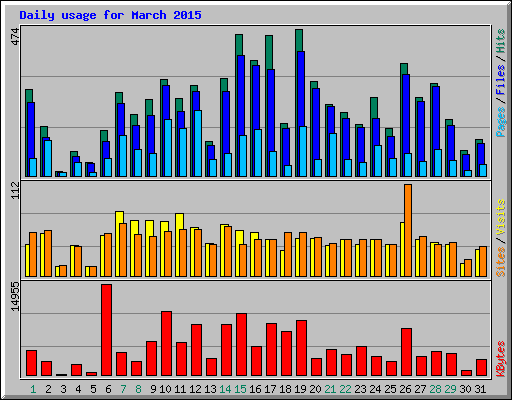 Daily usage for March 2015
474
Pages / Files / Hits
112
Sites / Visits
14955
KBytes
1 2 3 4 5 6 7 8 9 10 11 12 13 14 15 16 17 18 19 20 21 22 23 24 25 26 27 28 29 30 31